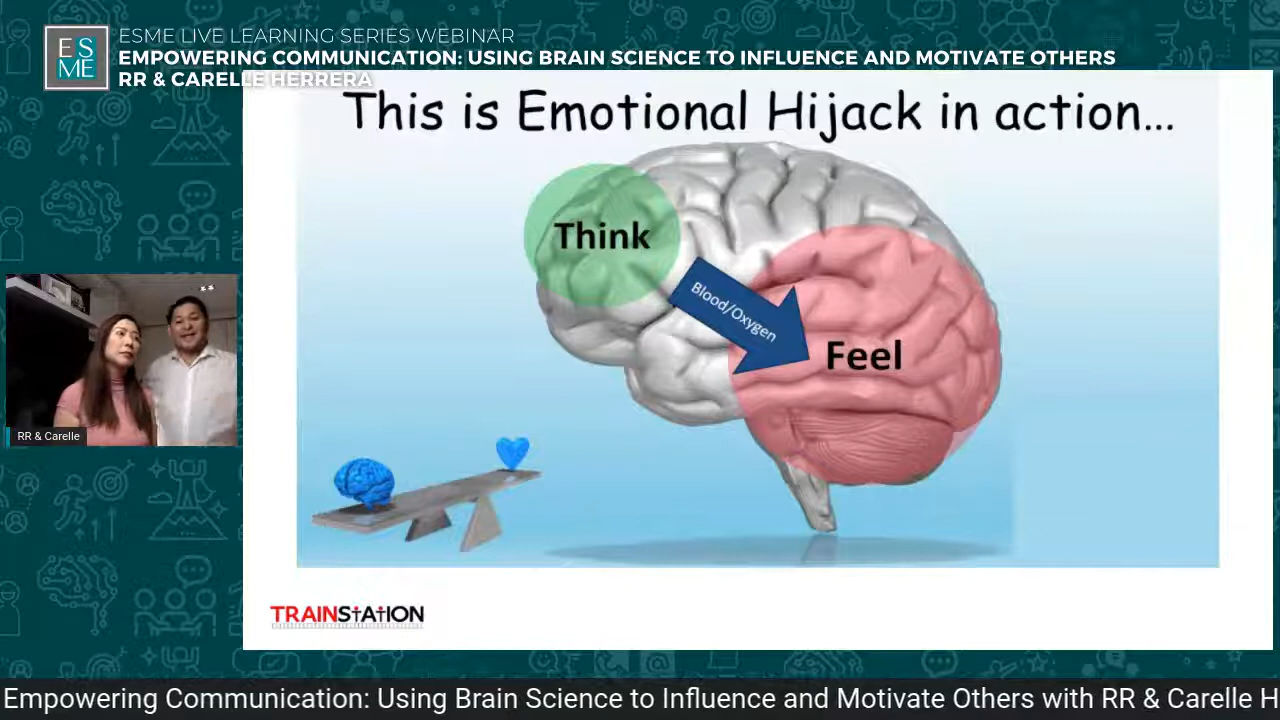 ESME LIVE LEARNING SERIES WEBINAR
ES
ME
EMPOWERING COMMUNICATION: USING BRAIN SCIENCE TO INFLUENCE AND MOTIVATE OTHERS
RR & CARELLE HERRERA
This is Emotional Hijack in action...
Think
Blood/Oxygen
Feel
RR & Carelle
TRAINSTATION
Empowering Communication: Using Brain Science to Influence and Motivate Others with RR & Carelle H